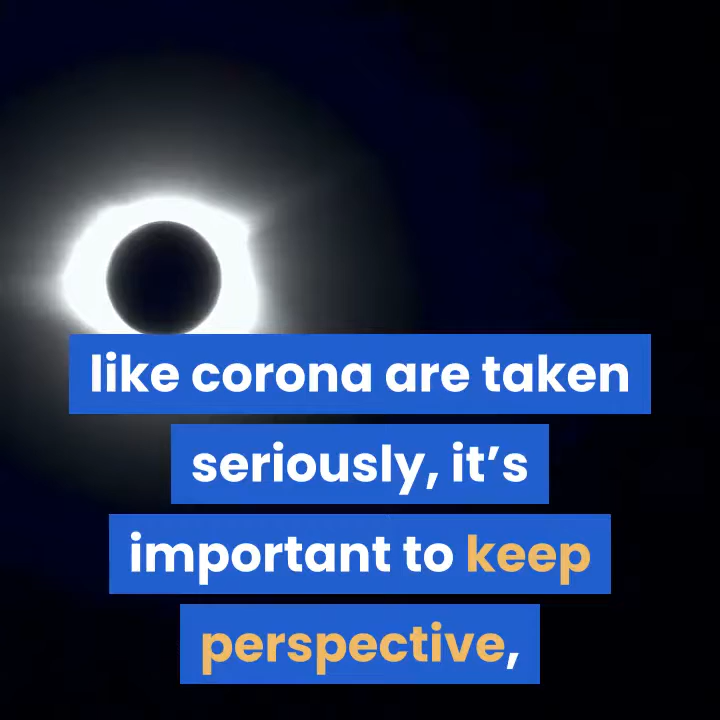 like corona are taken
seriously, it’s
important to keep
perspective,